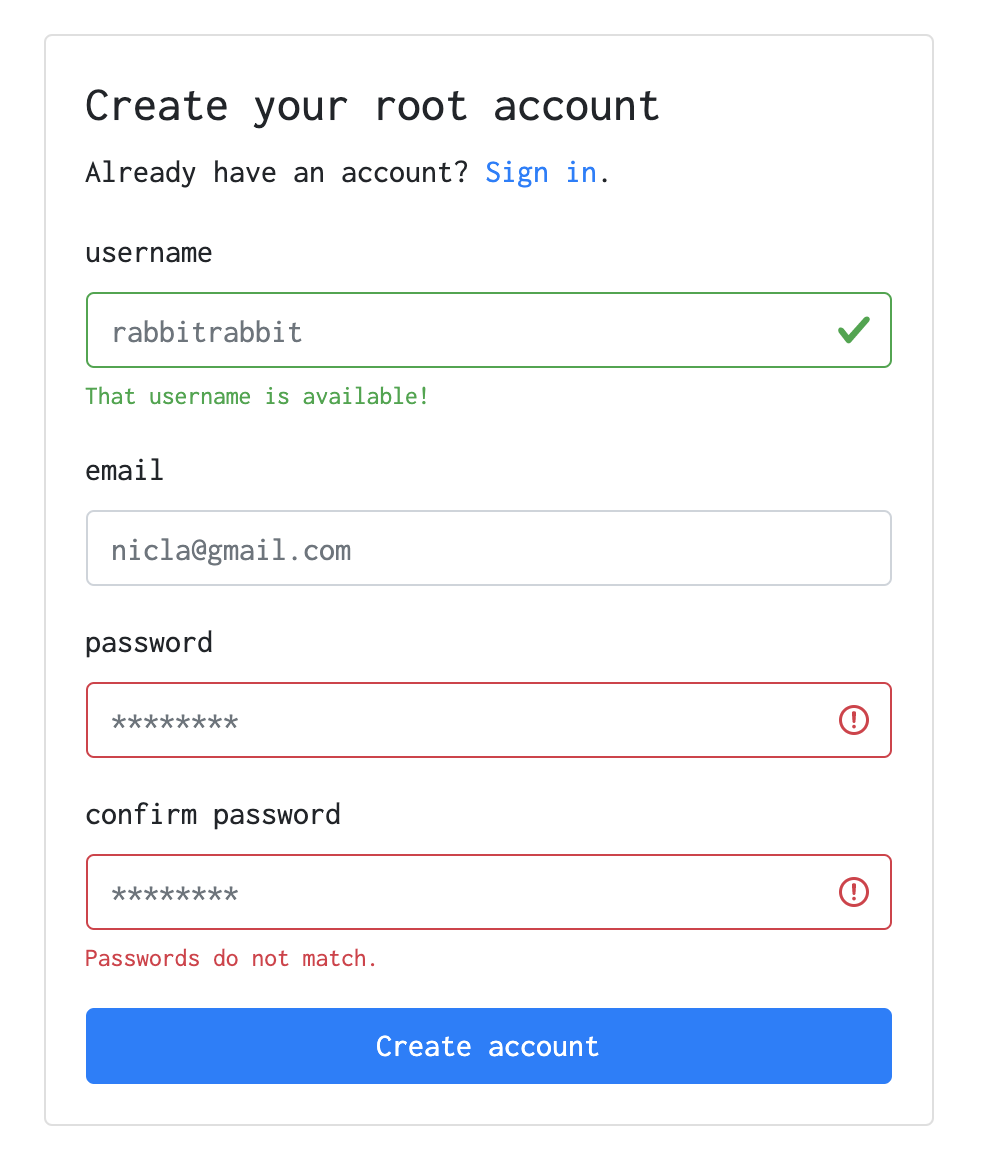 Create your root account
Already have an account? Sign in.
username
rabbitrabbit
That username is available!
email
nicla@gmail.com
password
********
confirm password
********
Passwords do not match.
Create account